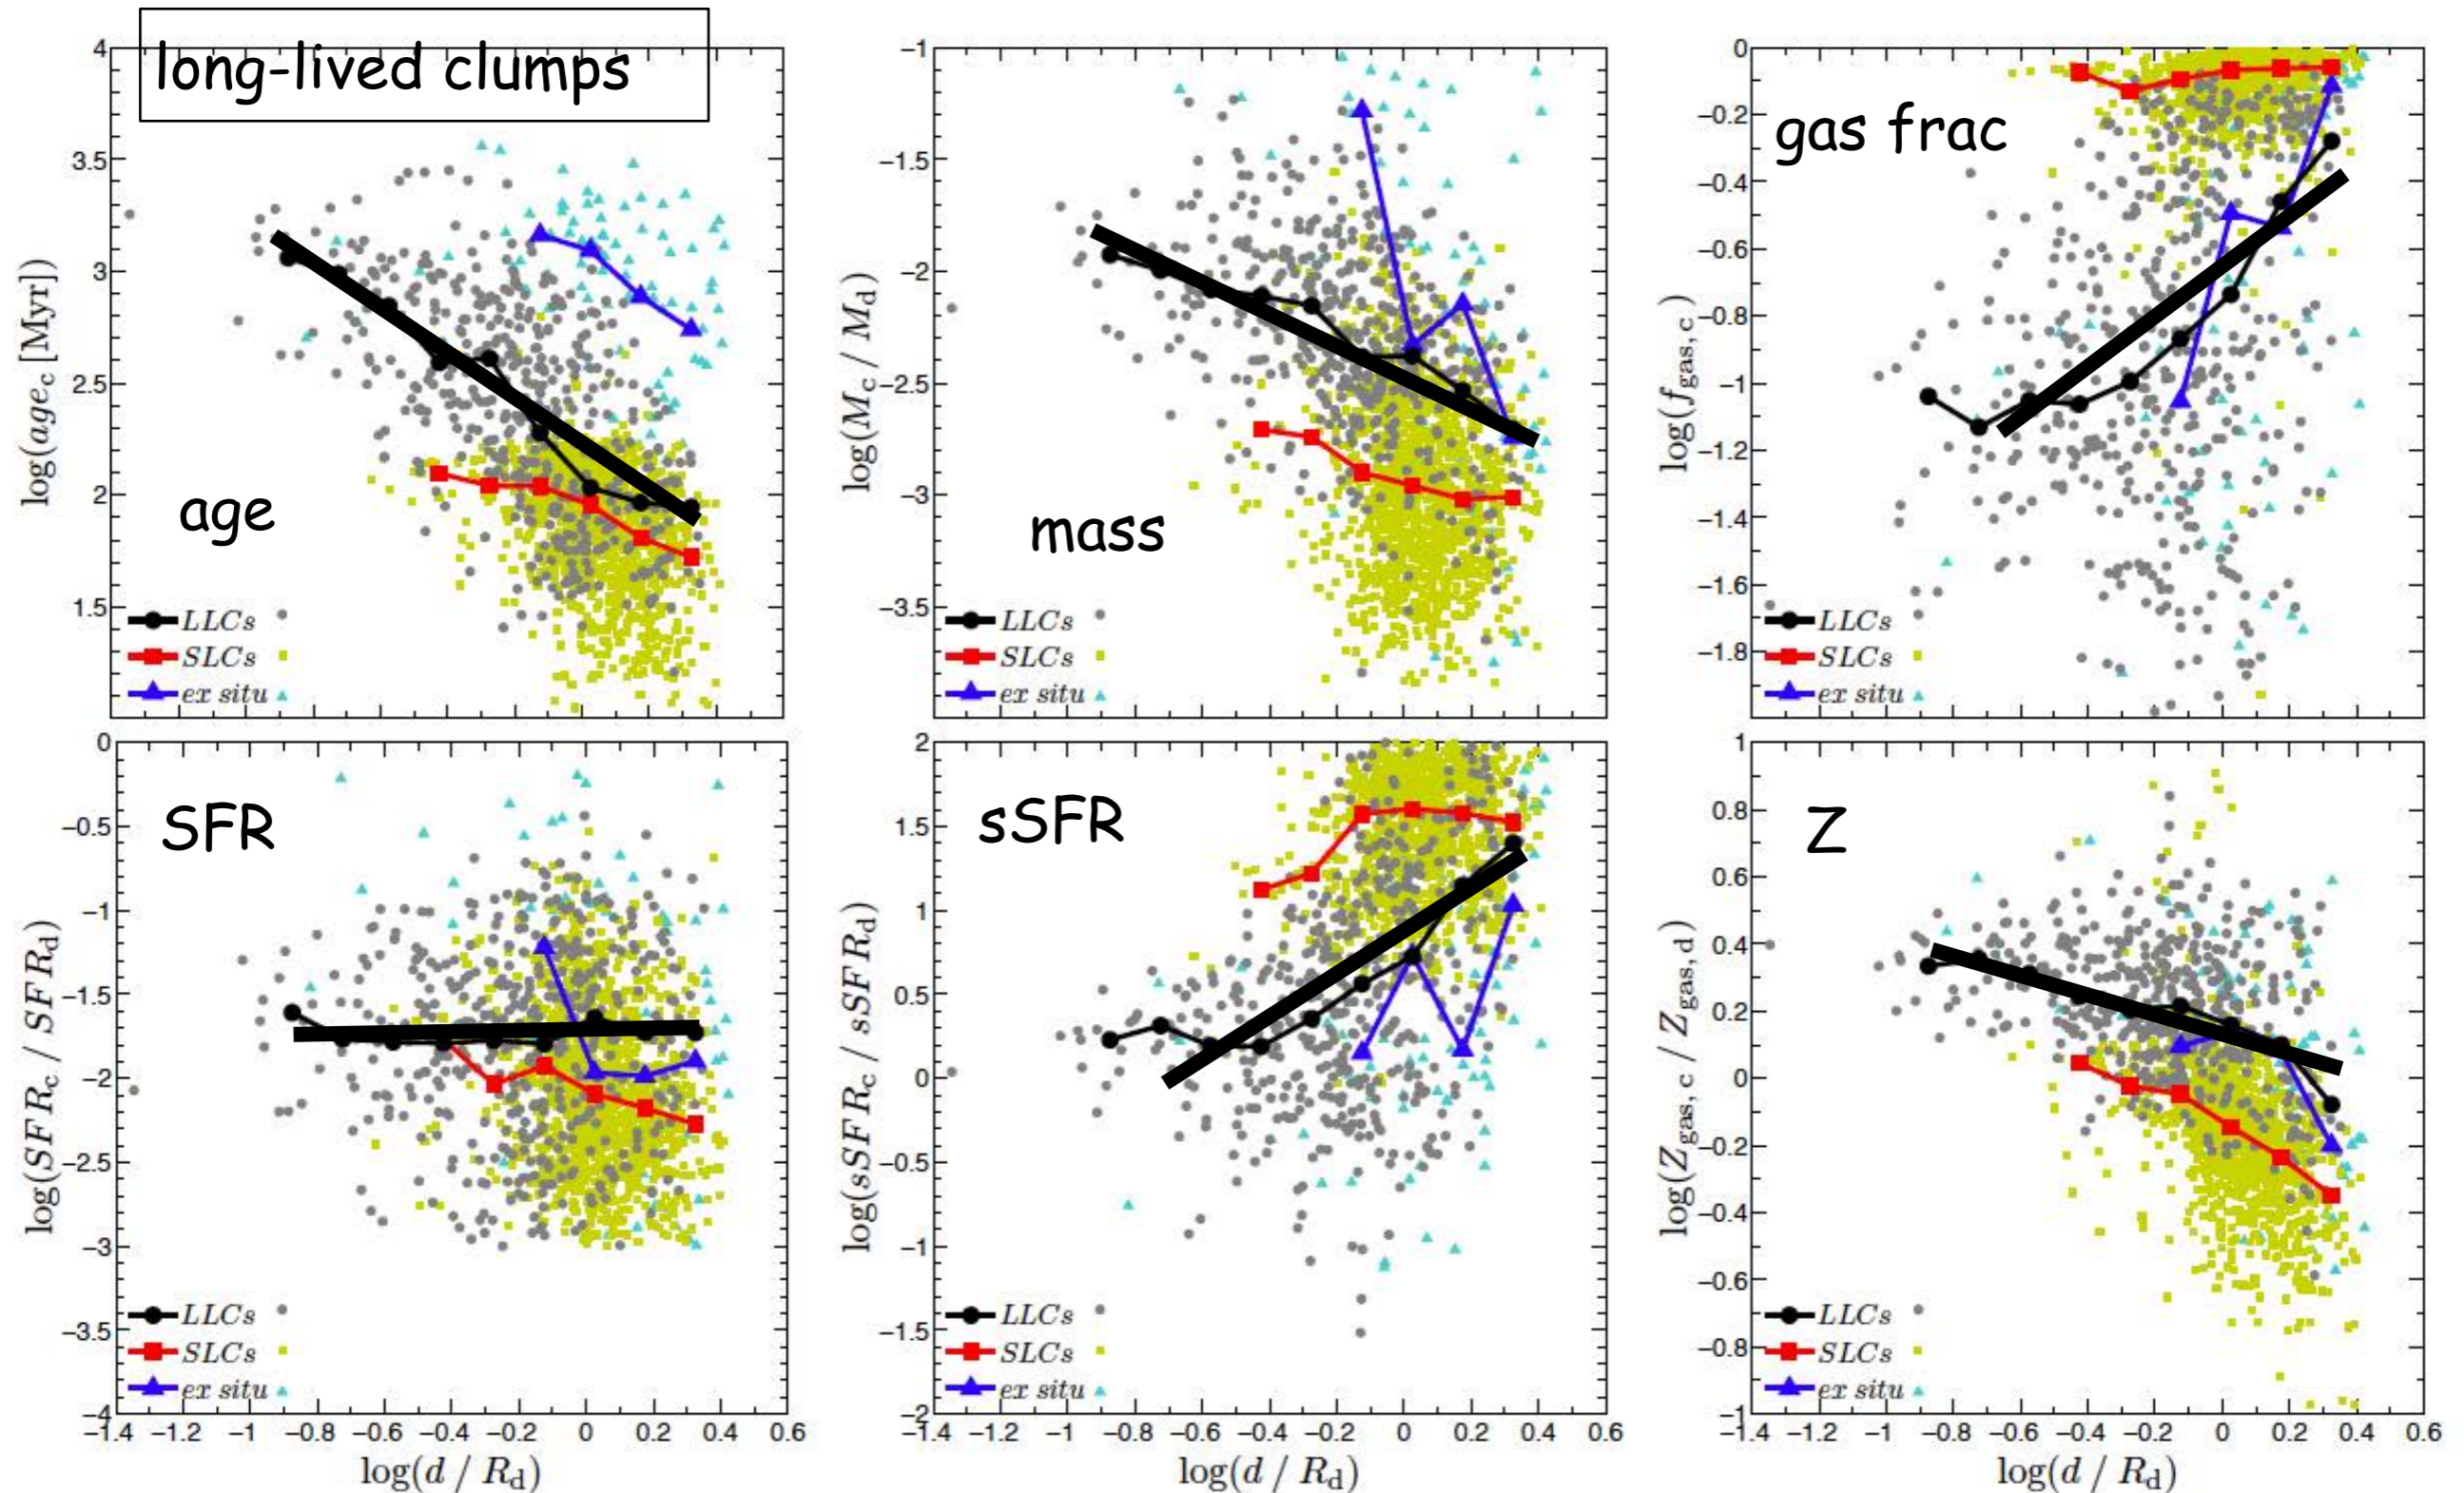 long-lived clumps
4
3.5
3
2.5
2
1.5
log(age_c [Myr])
age
LLCs
SLCs
ex situ
−1
−1.5
−2
−2.5
−3
−3.5
log(M_c / M_d)
mass
LLCs
SLCs
ex situ
0
−0.2
−0.4
−0.6
−0.8
−1
−1.2
−1.4
−1.6
−1.8
log(f_gas, c)
gas frac
LLCs
SLCs
ex situ
0
−0.5
−1
−1.5
−2
−2.5
−3
−3.5
−4
log(SFR_c / SFR_d)
SFR
LLCs
SLCs
ex situ
−1.4 −1.2 −1 −0.8 −0.6 −0.4 −0.2 0 0.2 0.4 0.6
log(d / R_d)
2
1.5
1
0.5
0
−0.5
−1
−1.5
−2
log(sSFR_c / sSFR_d)
sSFR
LLCs
SLCs
ex situ
−1.4 −1.2 −1 −0.8 −0.6 −0.4 −0.2 0 0.2 0.4 0.6
log(d / R_d)
1
0.8
0.6
0.4
0.2
0
−0.2
−0.4
−0.6
−0.8
−1
log(Z_gas, c / Z_gas, d)
Z
LLCs
SLCs
ex situ
−1.4 −1.2 −1 −0.8 −0.6 −0.4 −0.2 0 0.2 0.4 0.6
log(d / R_d)